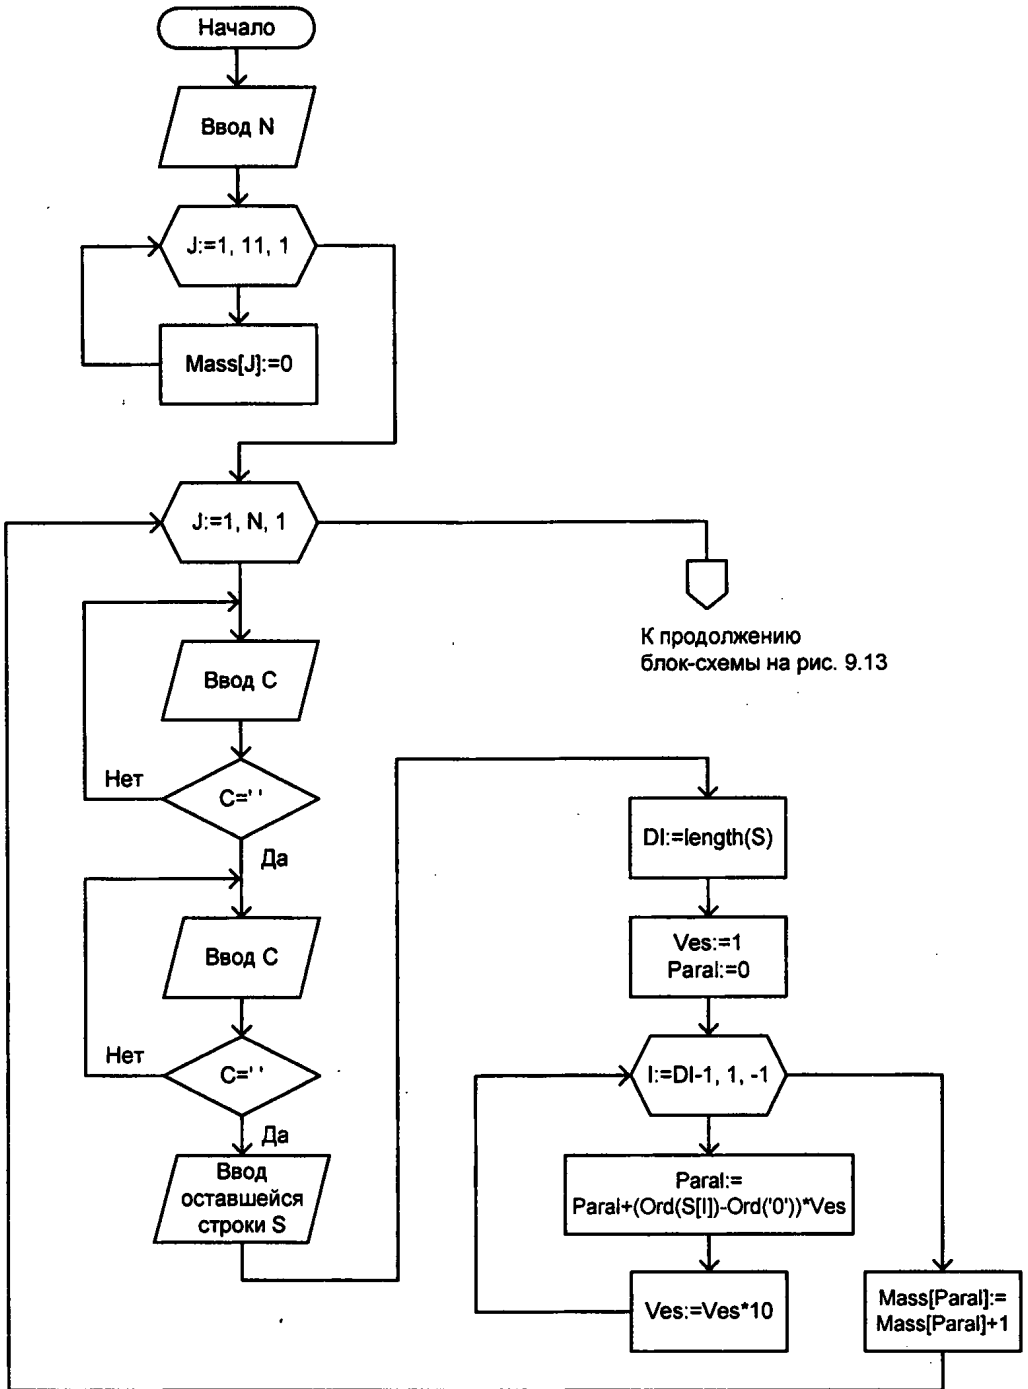 Начало
Ввод N
J:=1, 11, 1
Mass[J]:=0
J:=1, N, 1
К продолжению
блок-схемы на рис. 9.13
Ввод C
Нет
C=' '
Да
Ввод C
Нет
C=' '
Да
Ввод
оставшейся
строки S
Dl:=length(S)
Ves:=1
Paral:=0
I:=Dl-1, 1, -1
Paral:=
Paral+(Ord(S[I])-Ord('0'))*Ves
Ves:=Ves*10
Mass[Paral]:=
Mass[Paral]+1